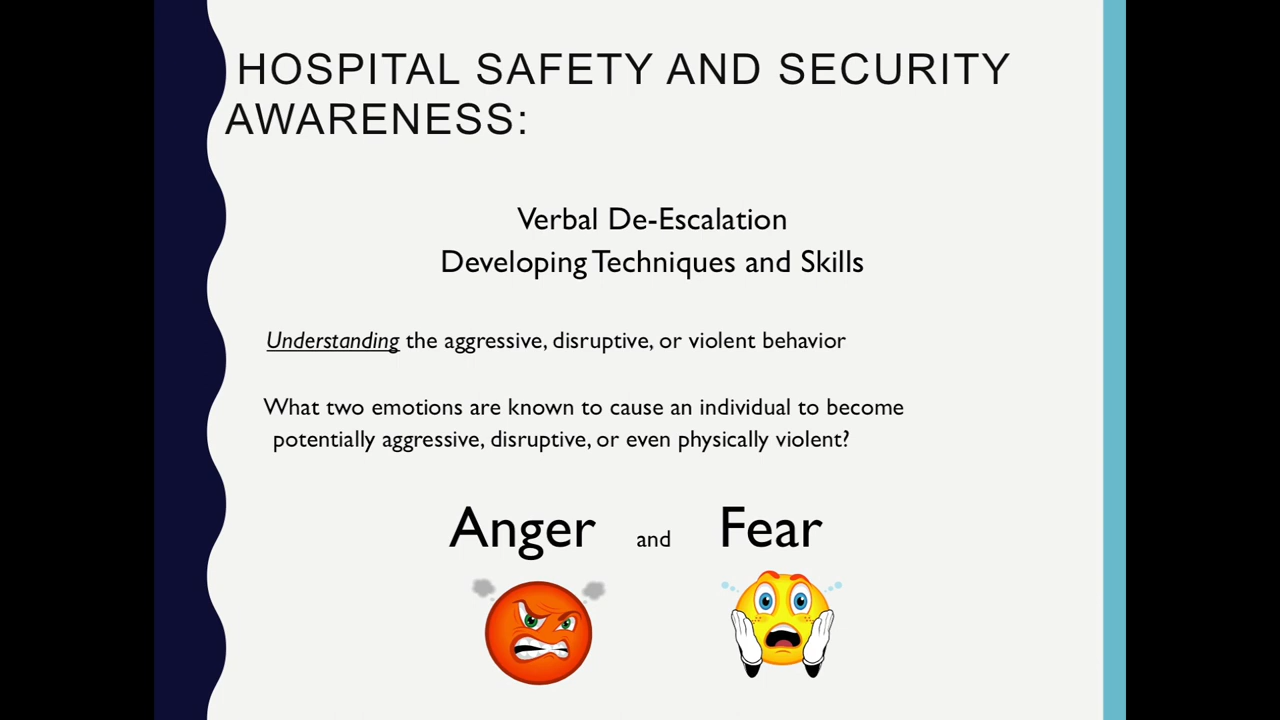 HOSPITAL SAFETY AND SECURITY
AWARENESS:
Verbal De-Escalation
Developing Techniques and Skills
Understanding the aggressive, disruptive, or violent behavior
What two emotions are known to cause an individual to become
potentially aggressive, disruptive, or even physically violent?
Anger and Fear